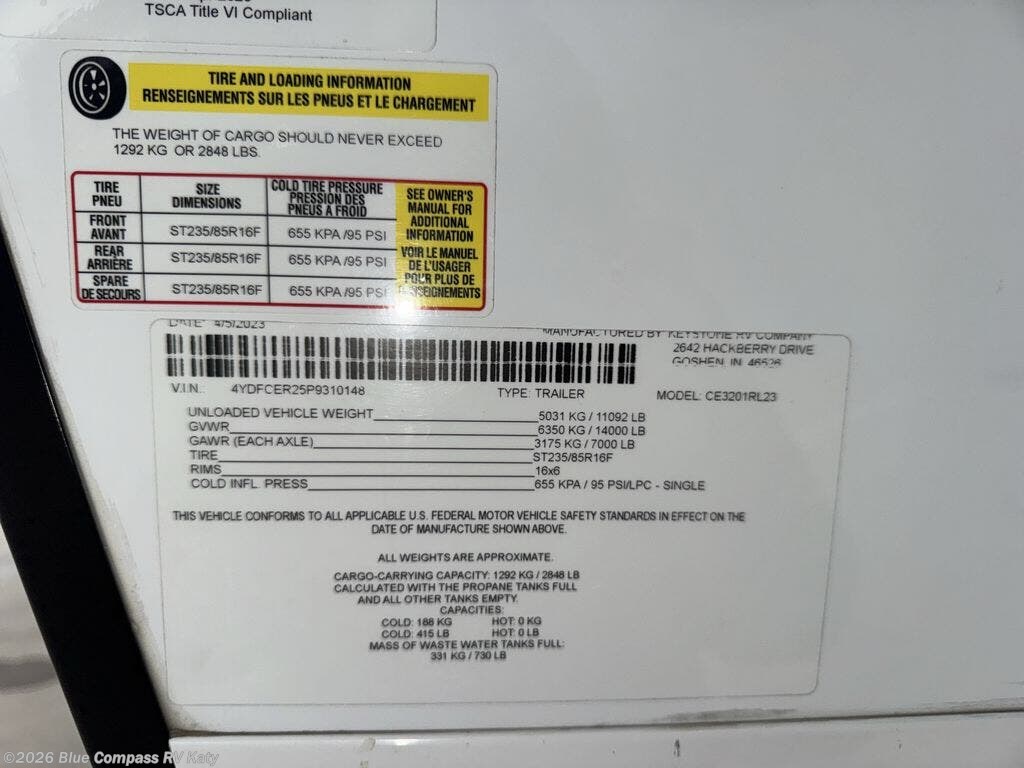 TSCA Title VI Compliant
TIRE AND LOADING INFORMATION
RENSEIGNEMENTS SUR LES PNEUS ET LE CHARGEMENT
THE WEIGHT OF CARGO SHOULD NEVER EXCEED
1292 KG OR 2848 LBS.
TIRE
PNEU
SIZE
DIMENSIONS
COLD TIRE PRESSURE
PRESSION DES
PNEUS A FROID
SEE OWNER'S
MANUAL FOR
ADDITIONAL
INFORMATION
VOIR LE MANUEL
DE L'USAGER
POUR PLUS DE
FRONT
AVANT
ST235/85R16F
655 KPA /95 PSI
REAR
ARRIÈRE
ST235/85R16F
655 KPA /95 PSI
SPARE
DE SECOURS
ST235/85R16F
655 KPA /95 PSI
DATE: 4/5/2023
MANUFACTURED BY KEYSTONE RV COMPANY
2642 HACKBERRY DRIVE
GOSHEN, IN, 46526
V.I.N. 4YDFCER25P9310148 TYPE: TRAILER MODEL: CE3201RL23
UNLOADED VEHICLE WEIGHT 5031 KG / 11092 LB
GVWR 6350 KG / 14000 LB
GAWR (EACH AXLE) 3175 KG / 7000 LB
TIRE ST235/85R16F
RIMS 16x6
COLD INFL. PRESS 655 KPA / 95 PSI/LPC - SINGLE
THIS VEHICLE CONFORMS TO ALL APPLICABLE U.S. FEDERAL MOTOR VEHICLE SAFETY STANDARDS IN EFFECT ON THE
DATE OF MANUFACTURE SHOWN ABOVE.
ALL WEIGHTS ARE APPROXIMATE.
CARGO-CARRYING CAPACITY: 1292 KG / 2848 LB
CALCULATED WITH THE PROPANE TANKS FULL
AND ALL OTHER TANKS EMPTY.
CAPACITIES:
COLD: 188 KG HOT: 0 KG
COLD: 415 LB HOT: 0 LB
MASS OF WASTE WATER TANKS FULL:
331 KG / 730 LB
©2026 Blue Compass RV Katy